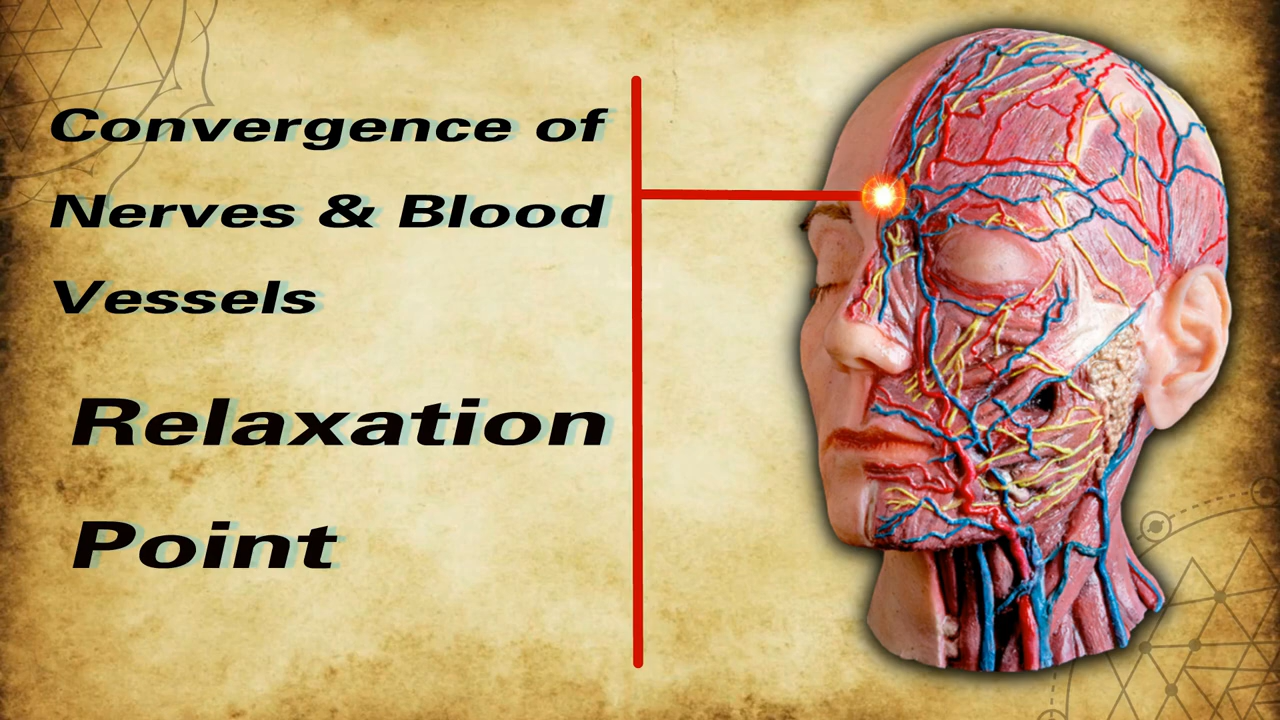 Convergence of
Nerves & Blood
Vessels
Relaxation
Point